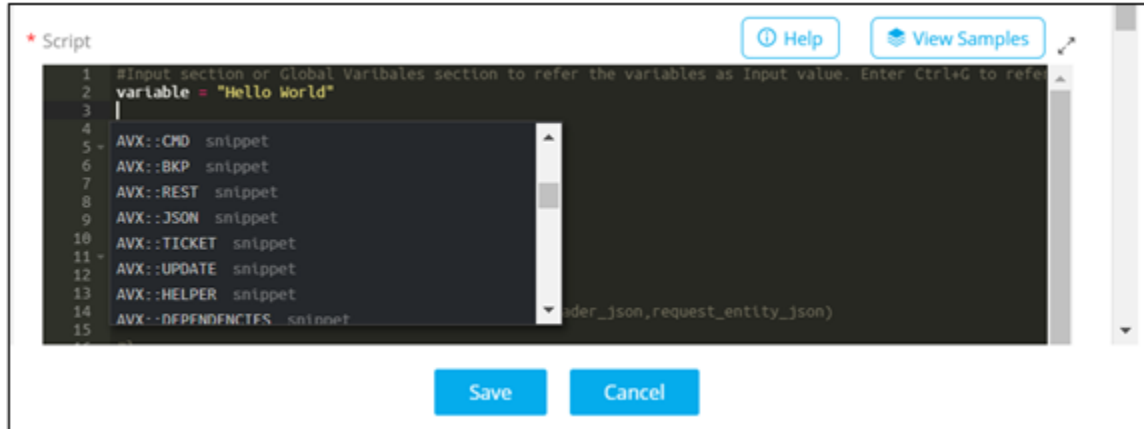 * Script
Help
View Samples
1 #Input section or Global Varibales section to refer the variables as Input value. Enter Ctrl+G to refer
2 variable = "Hello World"
3
4
5
6
7
8
9
10
11
12
13
14 ader_json,request_entity_json)
15
AVX::CMD snippet
AVX::BKP snippet
AVX::REST snippet
AVX::JSON snippet
AVX::TICKET snippet
AVX::UPDATE snippet
AVX::HELPER snippet
AVX::DEPENDENCIES snippet
Save
Cancel